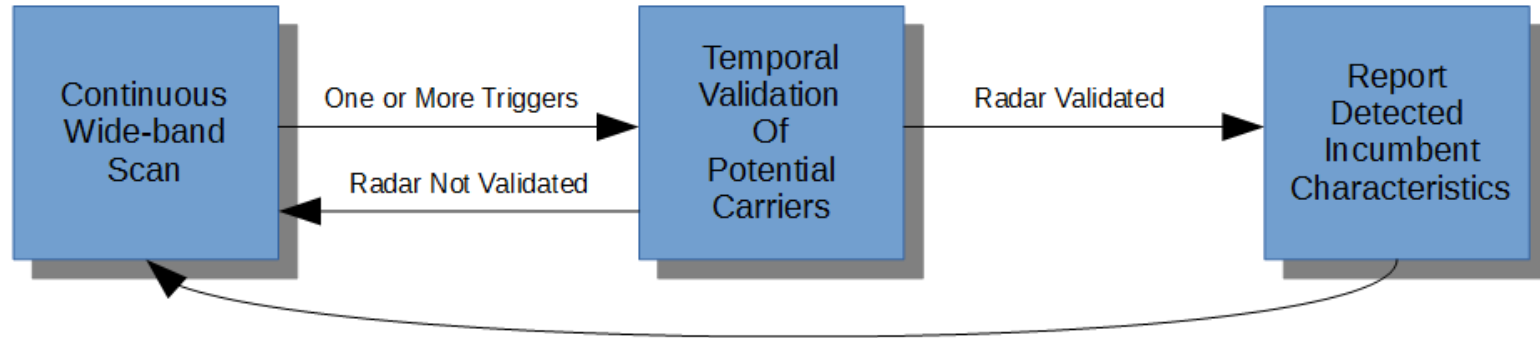 Continuous
Wide-band
Scan
One or More Triggers
Radar Not Validated
Temporal
Validation
Of
Potential
Carriers
Radar Validated
Report
Detected
Incumbent
Characteristics